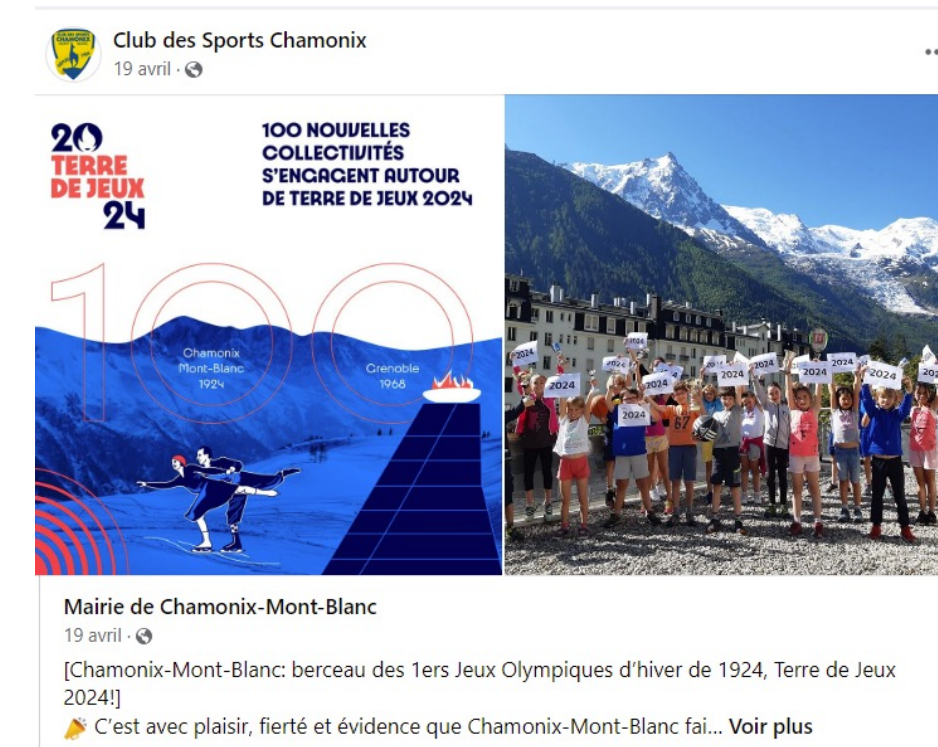 Club des Sports Chamonix
19 avril ·
20
TERRE
DE JEUX
24
100 NOUVELLES
COLLECTIVITÉS
S'ENGAGENT AUTOUR
DE TERRE DE JEUX 2024
100
Chamonix
Mont-Blanc
1924
Grenoble
1968
2024
2024
2024
2024
2024
2024
2024
2024
2024
2024
67
Mairie de Chamonix-Mont-Blanc
19 avril ·
[Chamonix-Mont-Blanc: berceau des 1ers Jeux Olympiques d'hiver de 1924, Terre de Jeux
2024!]
C'est avec plaisir, fierté et évidence que Chamonix-Mont-Blanc fai... Voir plus